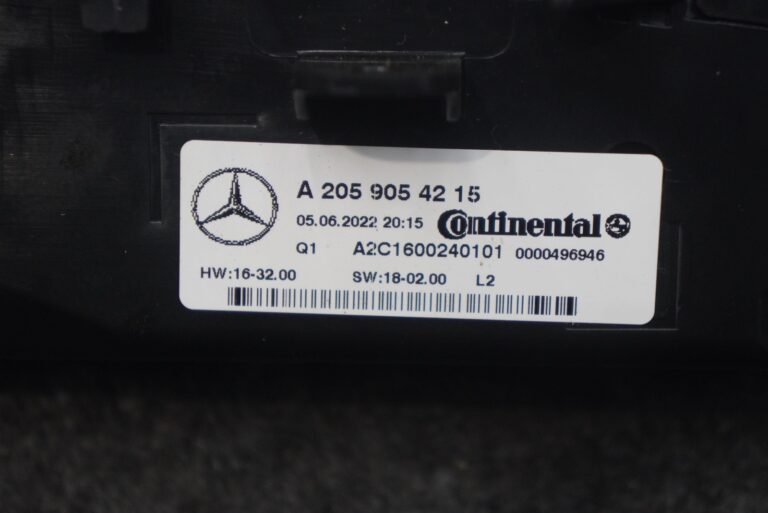 A 205 905 42 15
05.06.2022 20:15 Continental
Q1 A2C1600240101 0000496946
HW:16-32.00 SW:18-02.00 L2